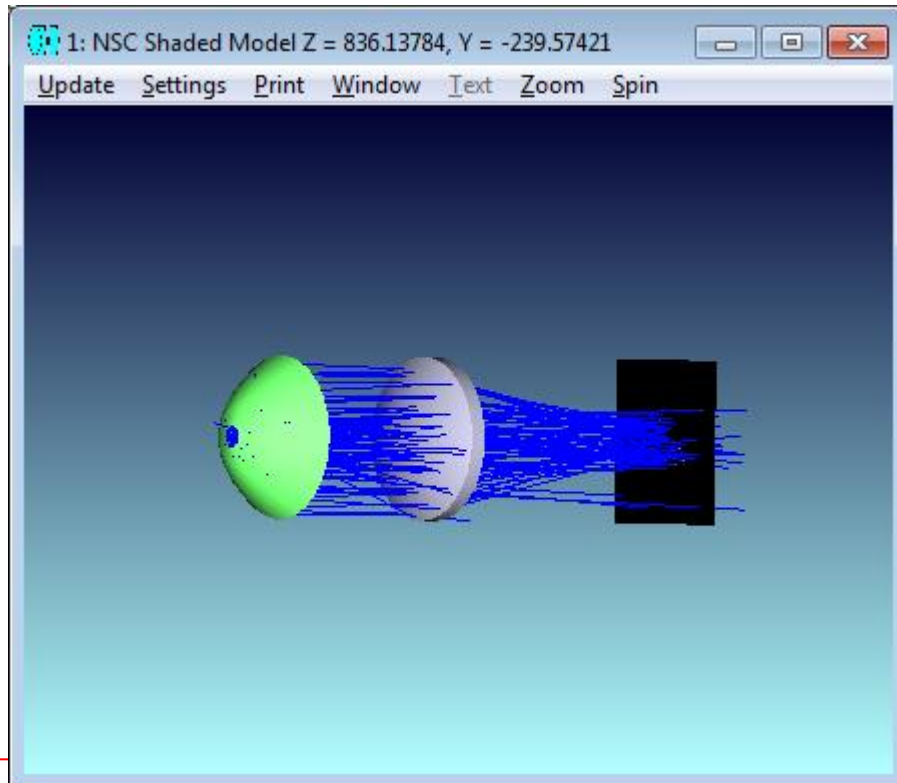 1: NSC Shaded Model Z = 836.13784, Y = -239.57421
Update Settings Print Window Text Zoom Spin